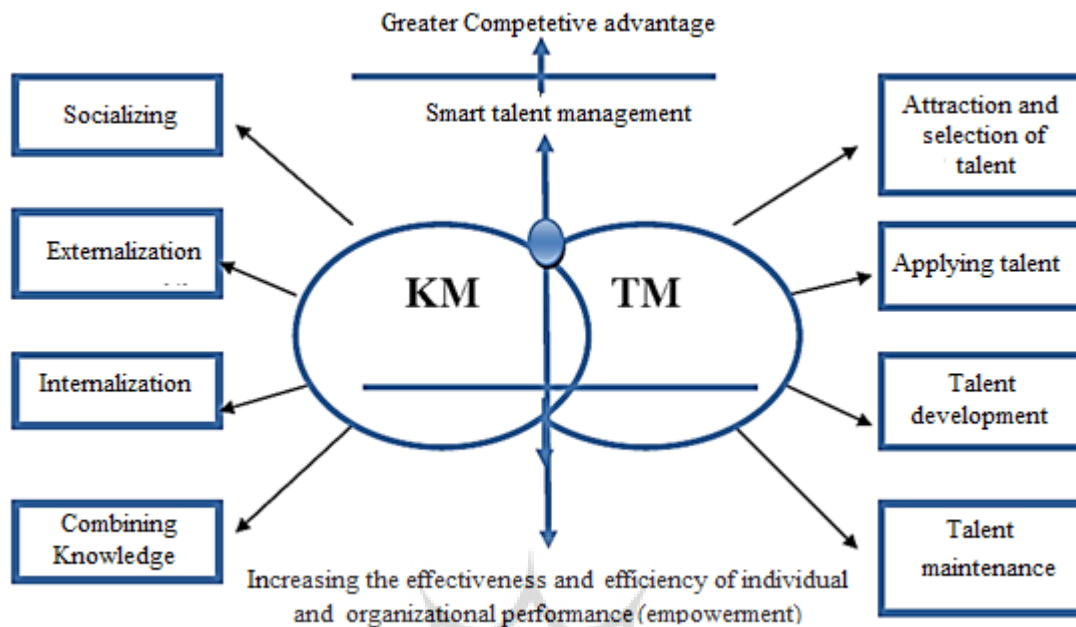 Greater Competetive advantage
Smart talent management
Socializing
Externalization
Internalization
Combining
Knowledge
KM
TM
Attraction and
selection of
talent
Applying talent
Talent
development
Talent
maintenance
Increasing the effectiveness and efficiency of individual
and organizational performance (empowerment)